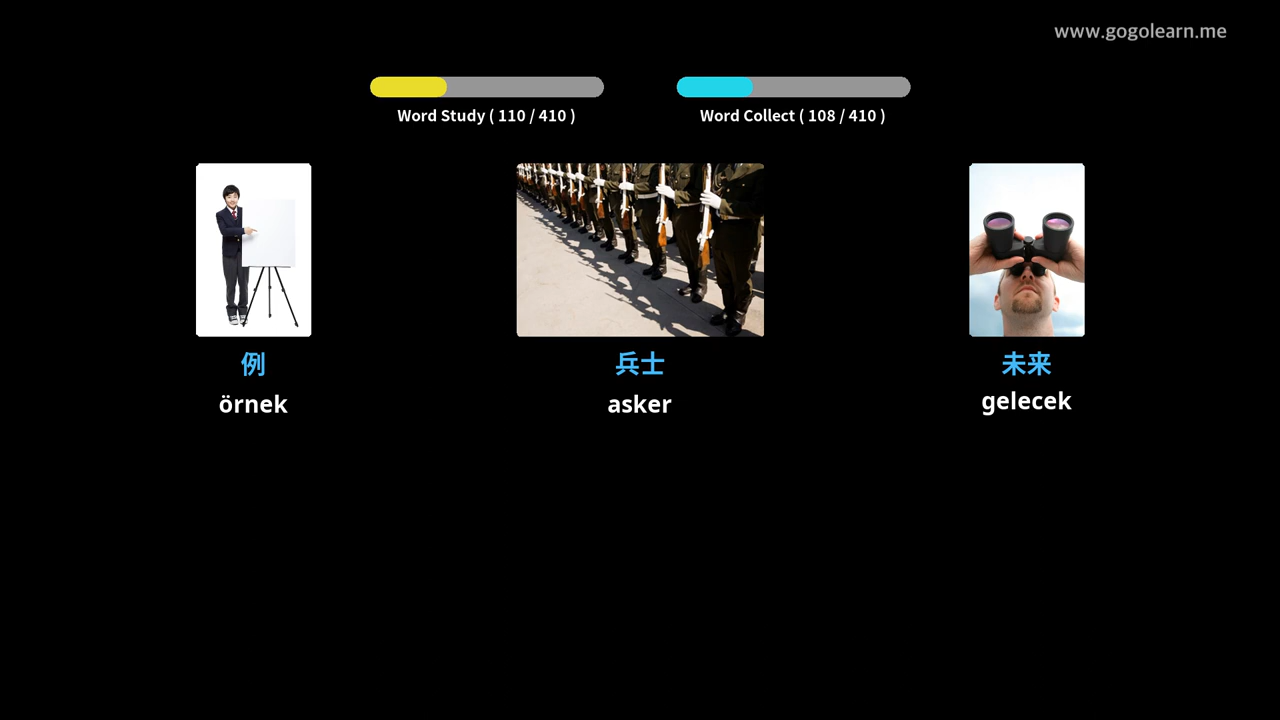 www.gogolearn.me
Word Study ( 110 / 410 )
Word Collect ( 108 / 410 )
例
兵士
未来
örnek
asker
gelecek